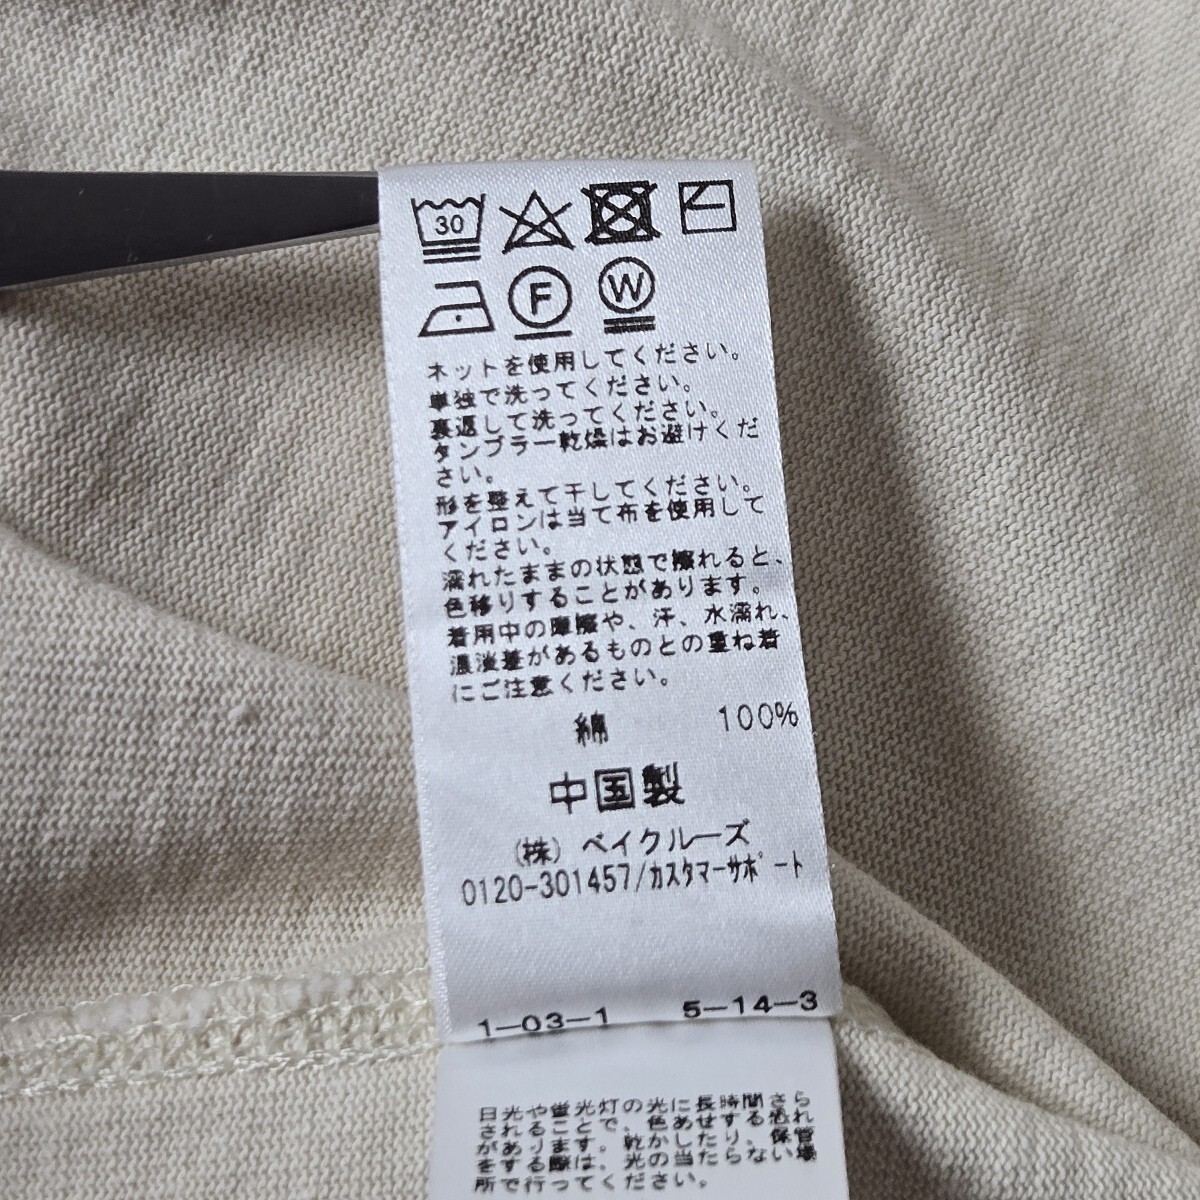 30
F W
ネットを使用してください。
単独で洗ってください。
裏返して洗ってください。
タンブラー乾燥はお避けくだ
さい。
形を整えて干してください。
アイロンは当て布を使用して
ください。
濡れたままの状態で擦れると、
色移りすることがあります。
着用中の摩擦や、汗、水濡れ、
濃淡差があるものとの重ね着
にご注意ください。
綿 100%
中国製
(株) ベイクルーズ
0120-301457/カスタマーサポート
1-03-1 5-14-3
日光や蛍光灯の光に長時間さら
されることで、色あせする恐れ
があります。乾かしたり、保管
をする際は、光の当たらない場
所で行ってください。